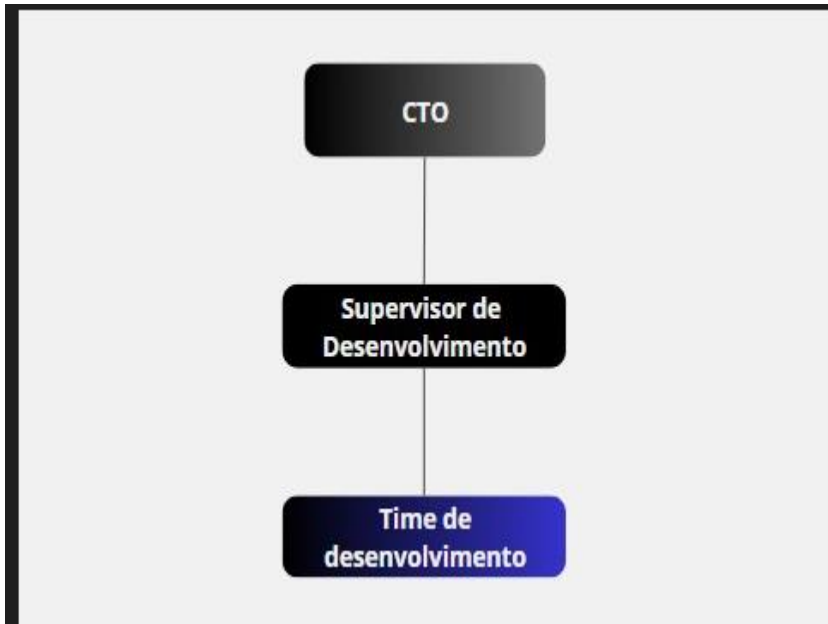 CTO
Supervisor de
Desenvolvimento
Time de
desenvolvimento